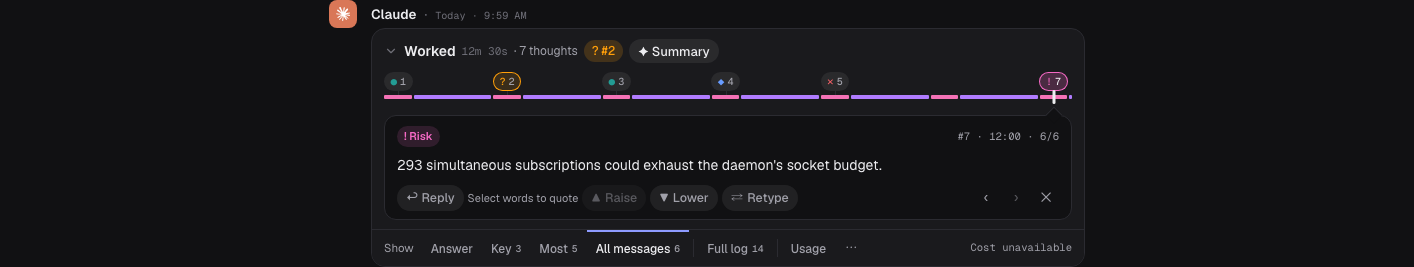 Claude · Today · 9:59 AM
Worked 12m 30s · 7 thoughts ? #2 ✦ Summary
● 1 ? 2 ● 3 ◆ 4 × 5 ! 7
! Risk #7 · 12:00 · 6/6
293 simultaneous subscriptions could exhaust the daemon's socket budget.
↩ Reply Select words to quote ▲ Raise ▼ Lower ⇄ Retype ‹ › ×
Show Answer Key 3 Most 5 All messages 6 Full log 14 Usage ··· Cost unavailable